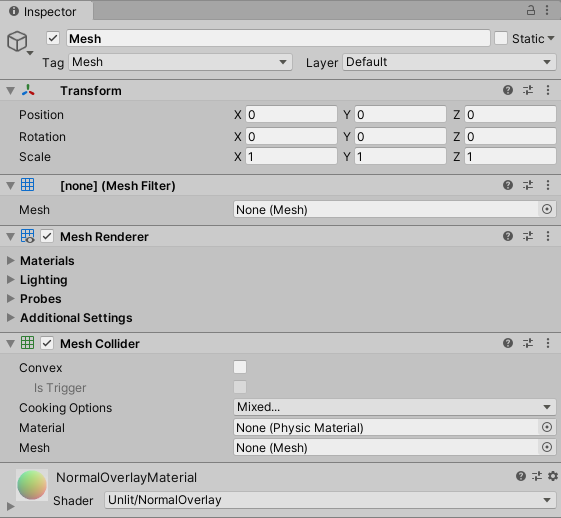 Inspector
Mesh Static
Tag Mesh Layer Default
Transform
Position X 0 Y 0 Z 0
Rotation X 0 Y 0 Z 0
Scale X 1 Y 1 Z 1
[none] (Mesh Filter)
Mesh None (Mesh)
Mesh Renderer
Materials
Lighting
Probes
Additional Settings
Mesh Collider
Convex
Is Trigger
Cooking Options Mixed...
Material None (Physic Material)
Mesh None (Mesh)
NormalOverlayMaterial
Shader Unlit/NormalOverlay